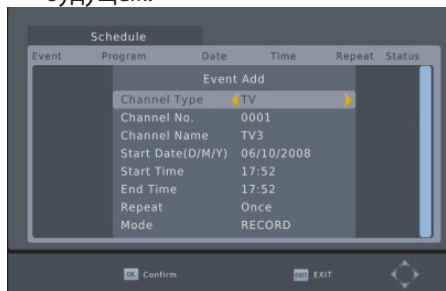 будущем.
Schedule
Event Program Date Time Repeat Status
Event Add
Channel Type TV
Channel No. 0001
Channel Name TV3
Start Date(D/M/Y) 06/10/2008
Start Time 17:52
End Time 17:52
Repeat Once
Mode RECORD
OK Confirm EXIT EXIT